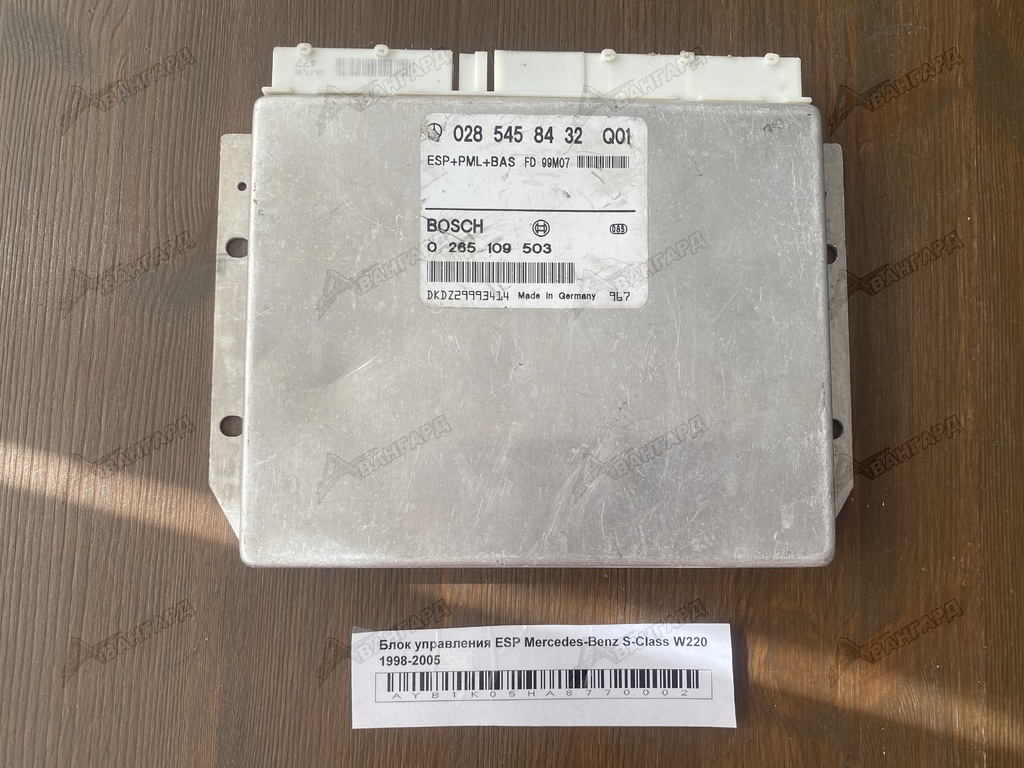 028 545 84 32 Q01
ESP+PML+BAS FD 99M07
BOSCH
0 265 109 503
DKDZ29993414 Made in Germany 967
Блок управления ESP Mercedes-Benz S-Class W220
1998-2005
AYB1K05HA8770002
АВАНГАРД